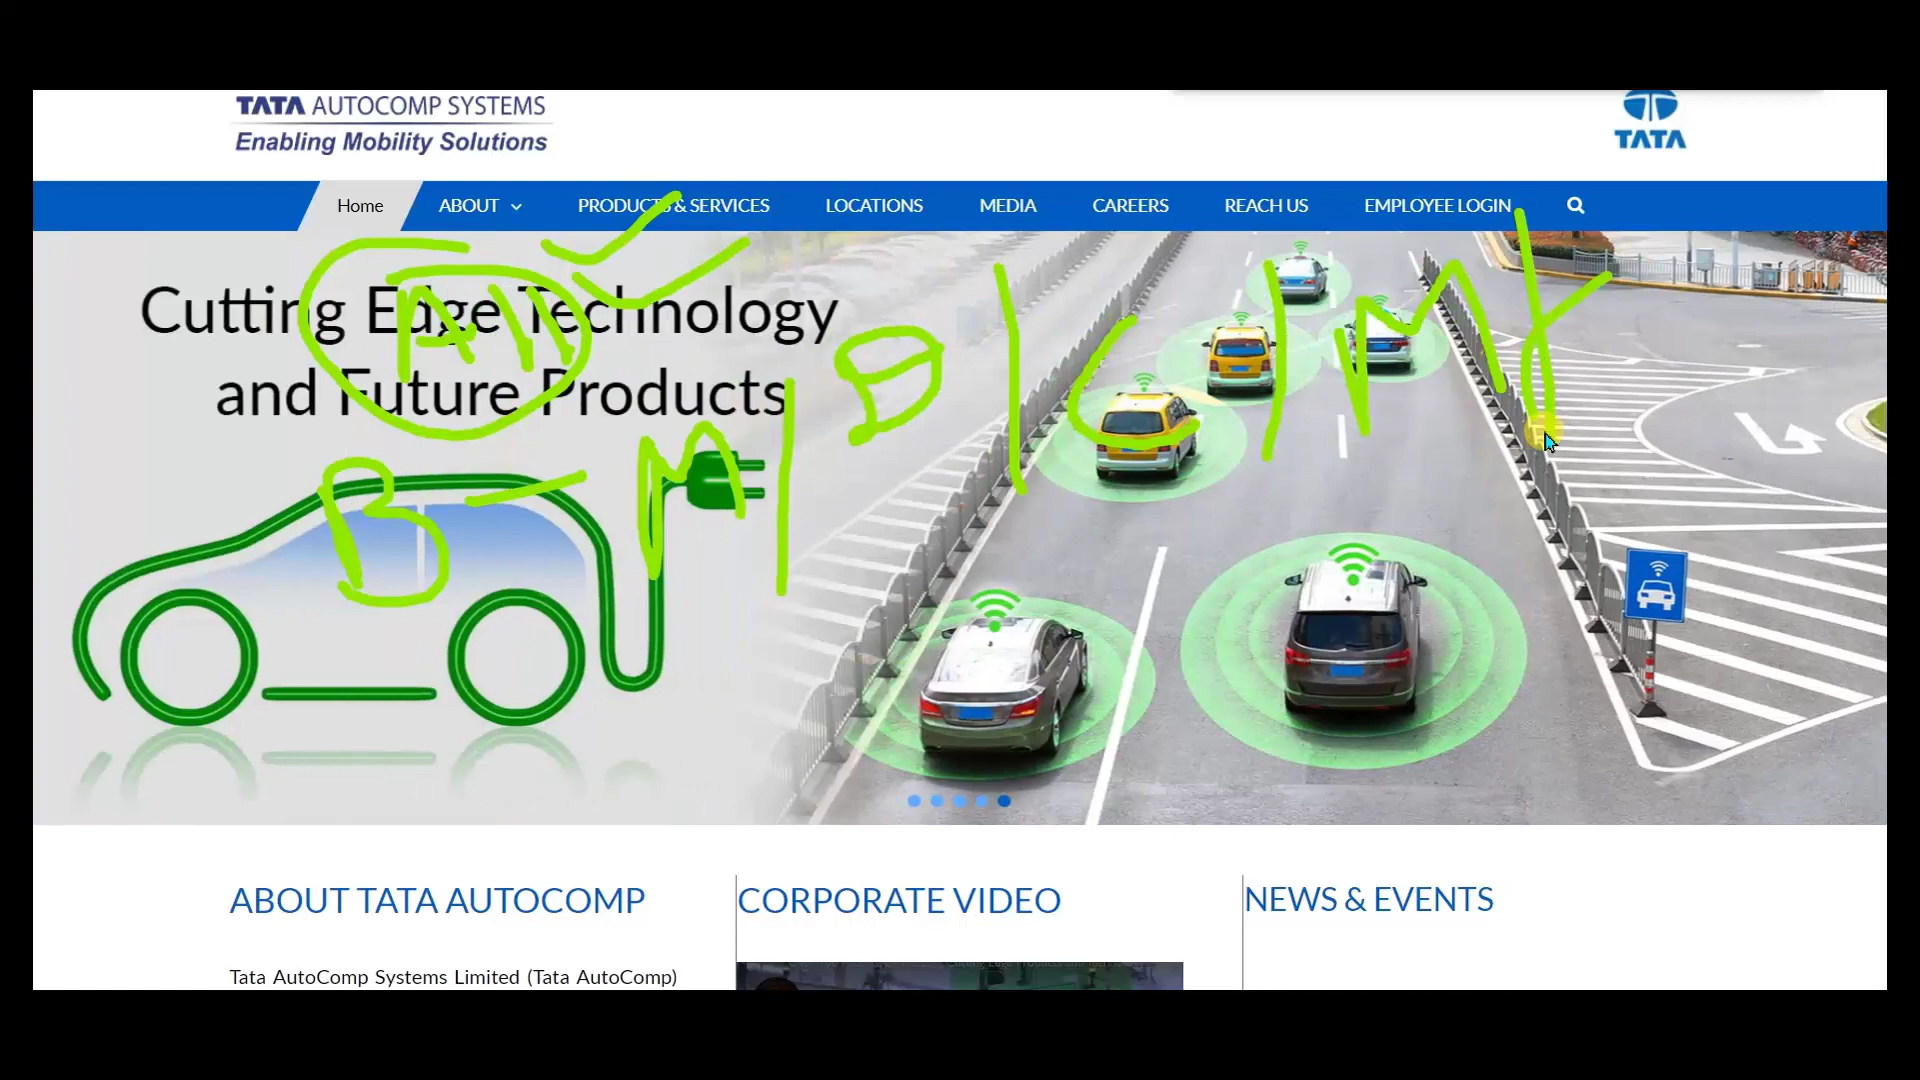 TATA AUTOCOMP SYSTEMS
Enabling Mobility Solutions
TATA
Home ABOUT PRODUCTS & SERVICES LOCATIONS MEDIA CAREERS REACH US EMPLOYEE LOGIN
Cutting Edge Technology
and Future Products
B - M | D | C | M
ABOUT TATA AUTOCOMP
Tata AutoComp Systems Limited (Tata AutoComp)
CORPORATE VIDEO
NEWS & EVENTS